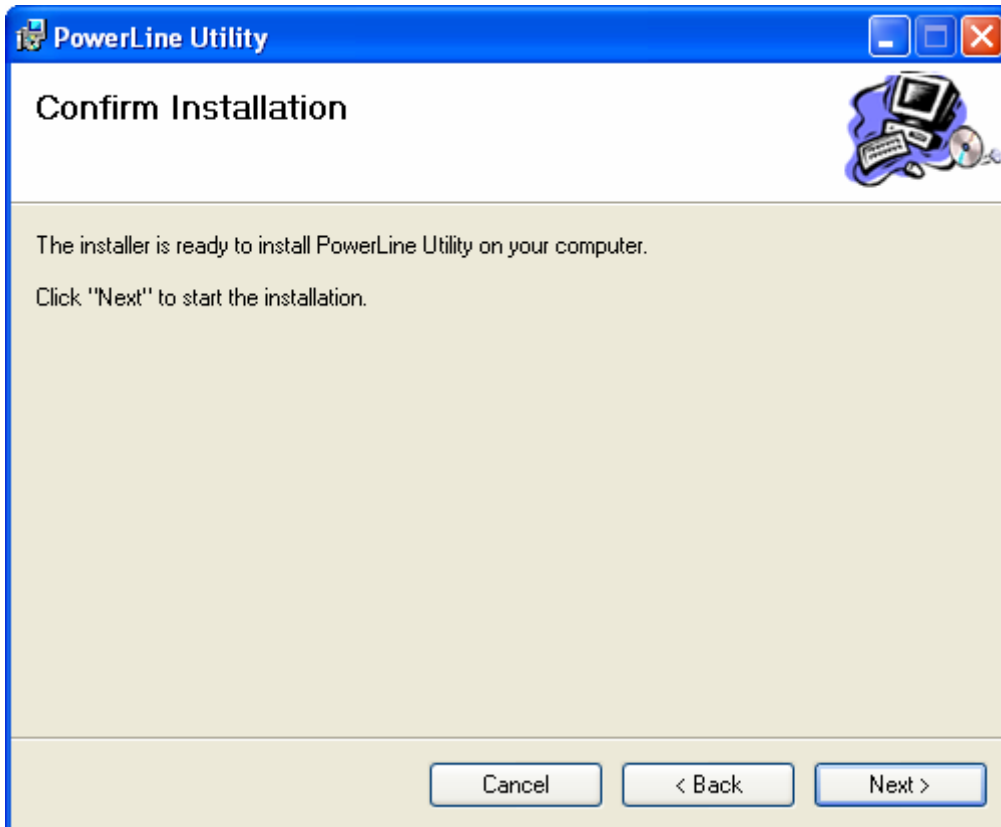 PowerLine Utility
Confirm Installation
The installer is ready to install PowerLine Utility on your computer.
Click "Next" to start the installation.
Cancel
< Back
Next >